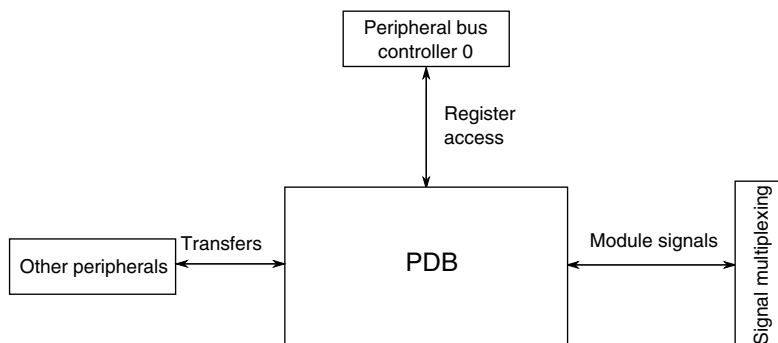 Peripheral bus
controller 0
Register
access
Transfers
Other peripherals
PDB
Module signals
Signal multiplexing